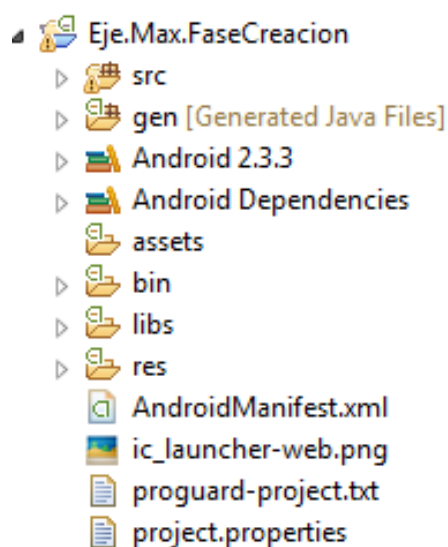 Eje.Max.FaseCreacion
src
gen [Generated Java Files]
Android 2.3.3
Android Dependencies
assets
bin
libs
res
AndroidManifest.xml
ic_launcher-web.png
proguard-project.txt
project.properties